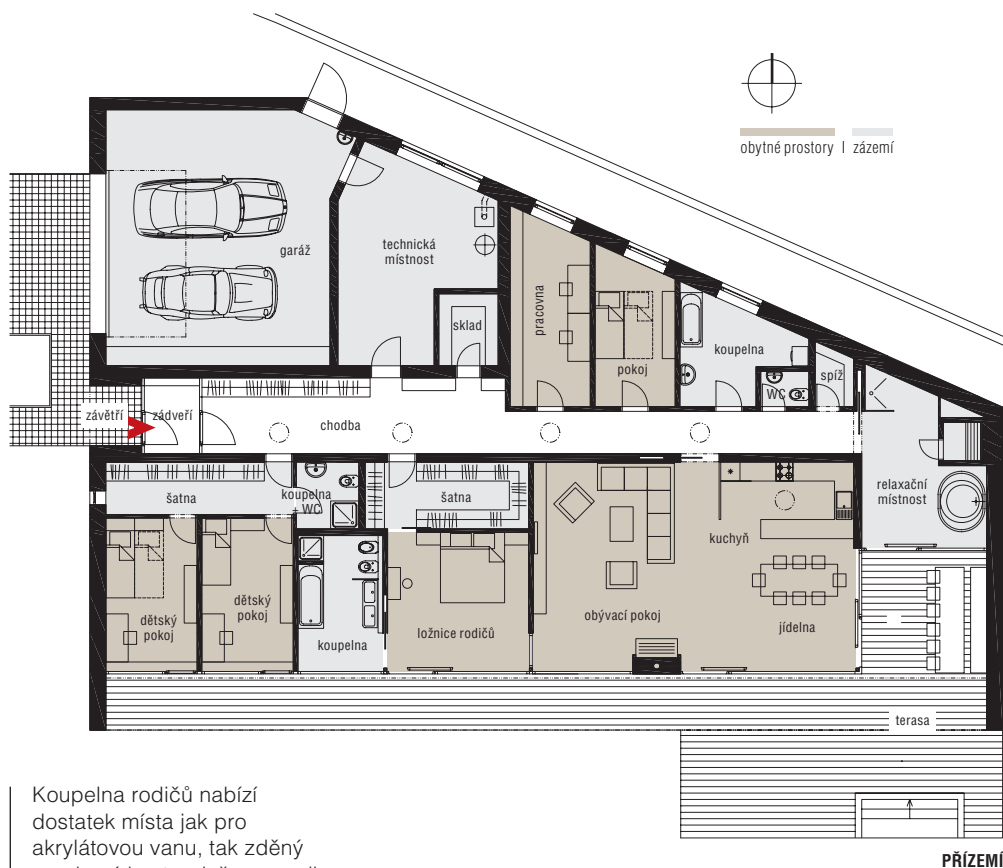 obytné prostory | zázemí
garáž
technická
místnost
sklad
pracovna
pokoj
koupelna
WC
spíž
závětří
zádveří
chodba
relaxační
místnost
šatna
koupelna
+ WC
šatna
kuchyň
dětský
pokoj
dětský
pokoj
koupelna
ložnice rodičů
obývací pokoj
jídelna
terasa
Koupelna rodičů nabízí
dostatek místa jak pro
akrylátovou vanu, tak zděný
PŘÍZEMÍ